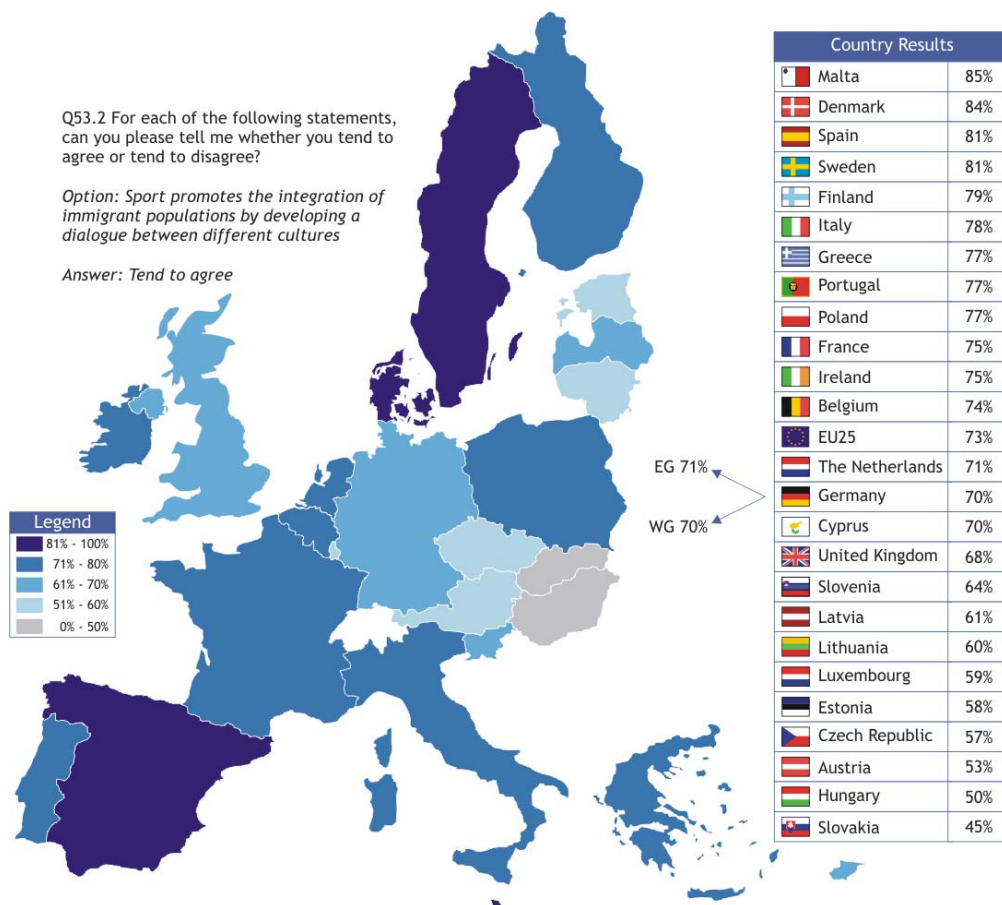 Q53.2 For each of the following statements,
can you please tell me whether you tend to
agree or tend to disagree?
Option: Sport promotes the integration of
immigrant populations by developing a
dialogue between different cultures
Answer: Tend to agree
Legend
81% - 100%
71% - 80%
61% - 70%
51% - 60%
0% - 50%
EG 71%
WG 70%
Country Results
Malta 85%
Denmark 84%
Spain 81%
Sweden 81%
Finland 79%
Italy 78%
Greece 77%
Portugal 77%
Poland 77%
France 75%
Ireland 75%
Belgium 74%
EU25 73%
The Netherlands 71%
Germany 70%
Cyprus 70%
United Kingdom 68%
Slovenia 64%
Latvia 61%
Lithuania 60%
Luxembourg 59%
Estonia 58%
Czech Republic 57%
Austria 53%
Hungary 50%
Slovakia 45%